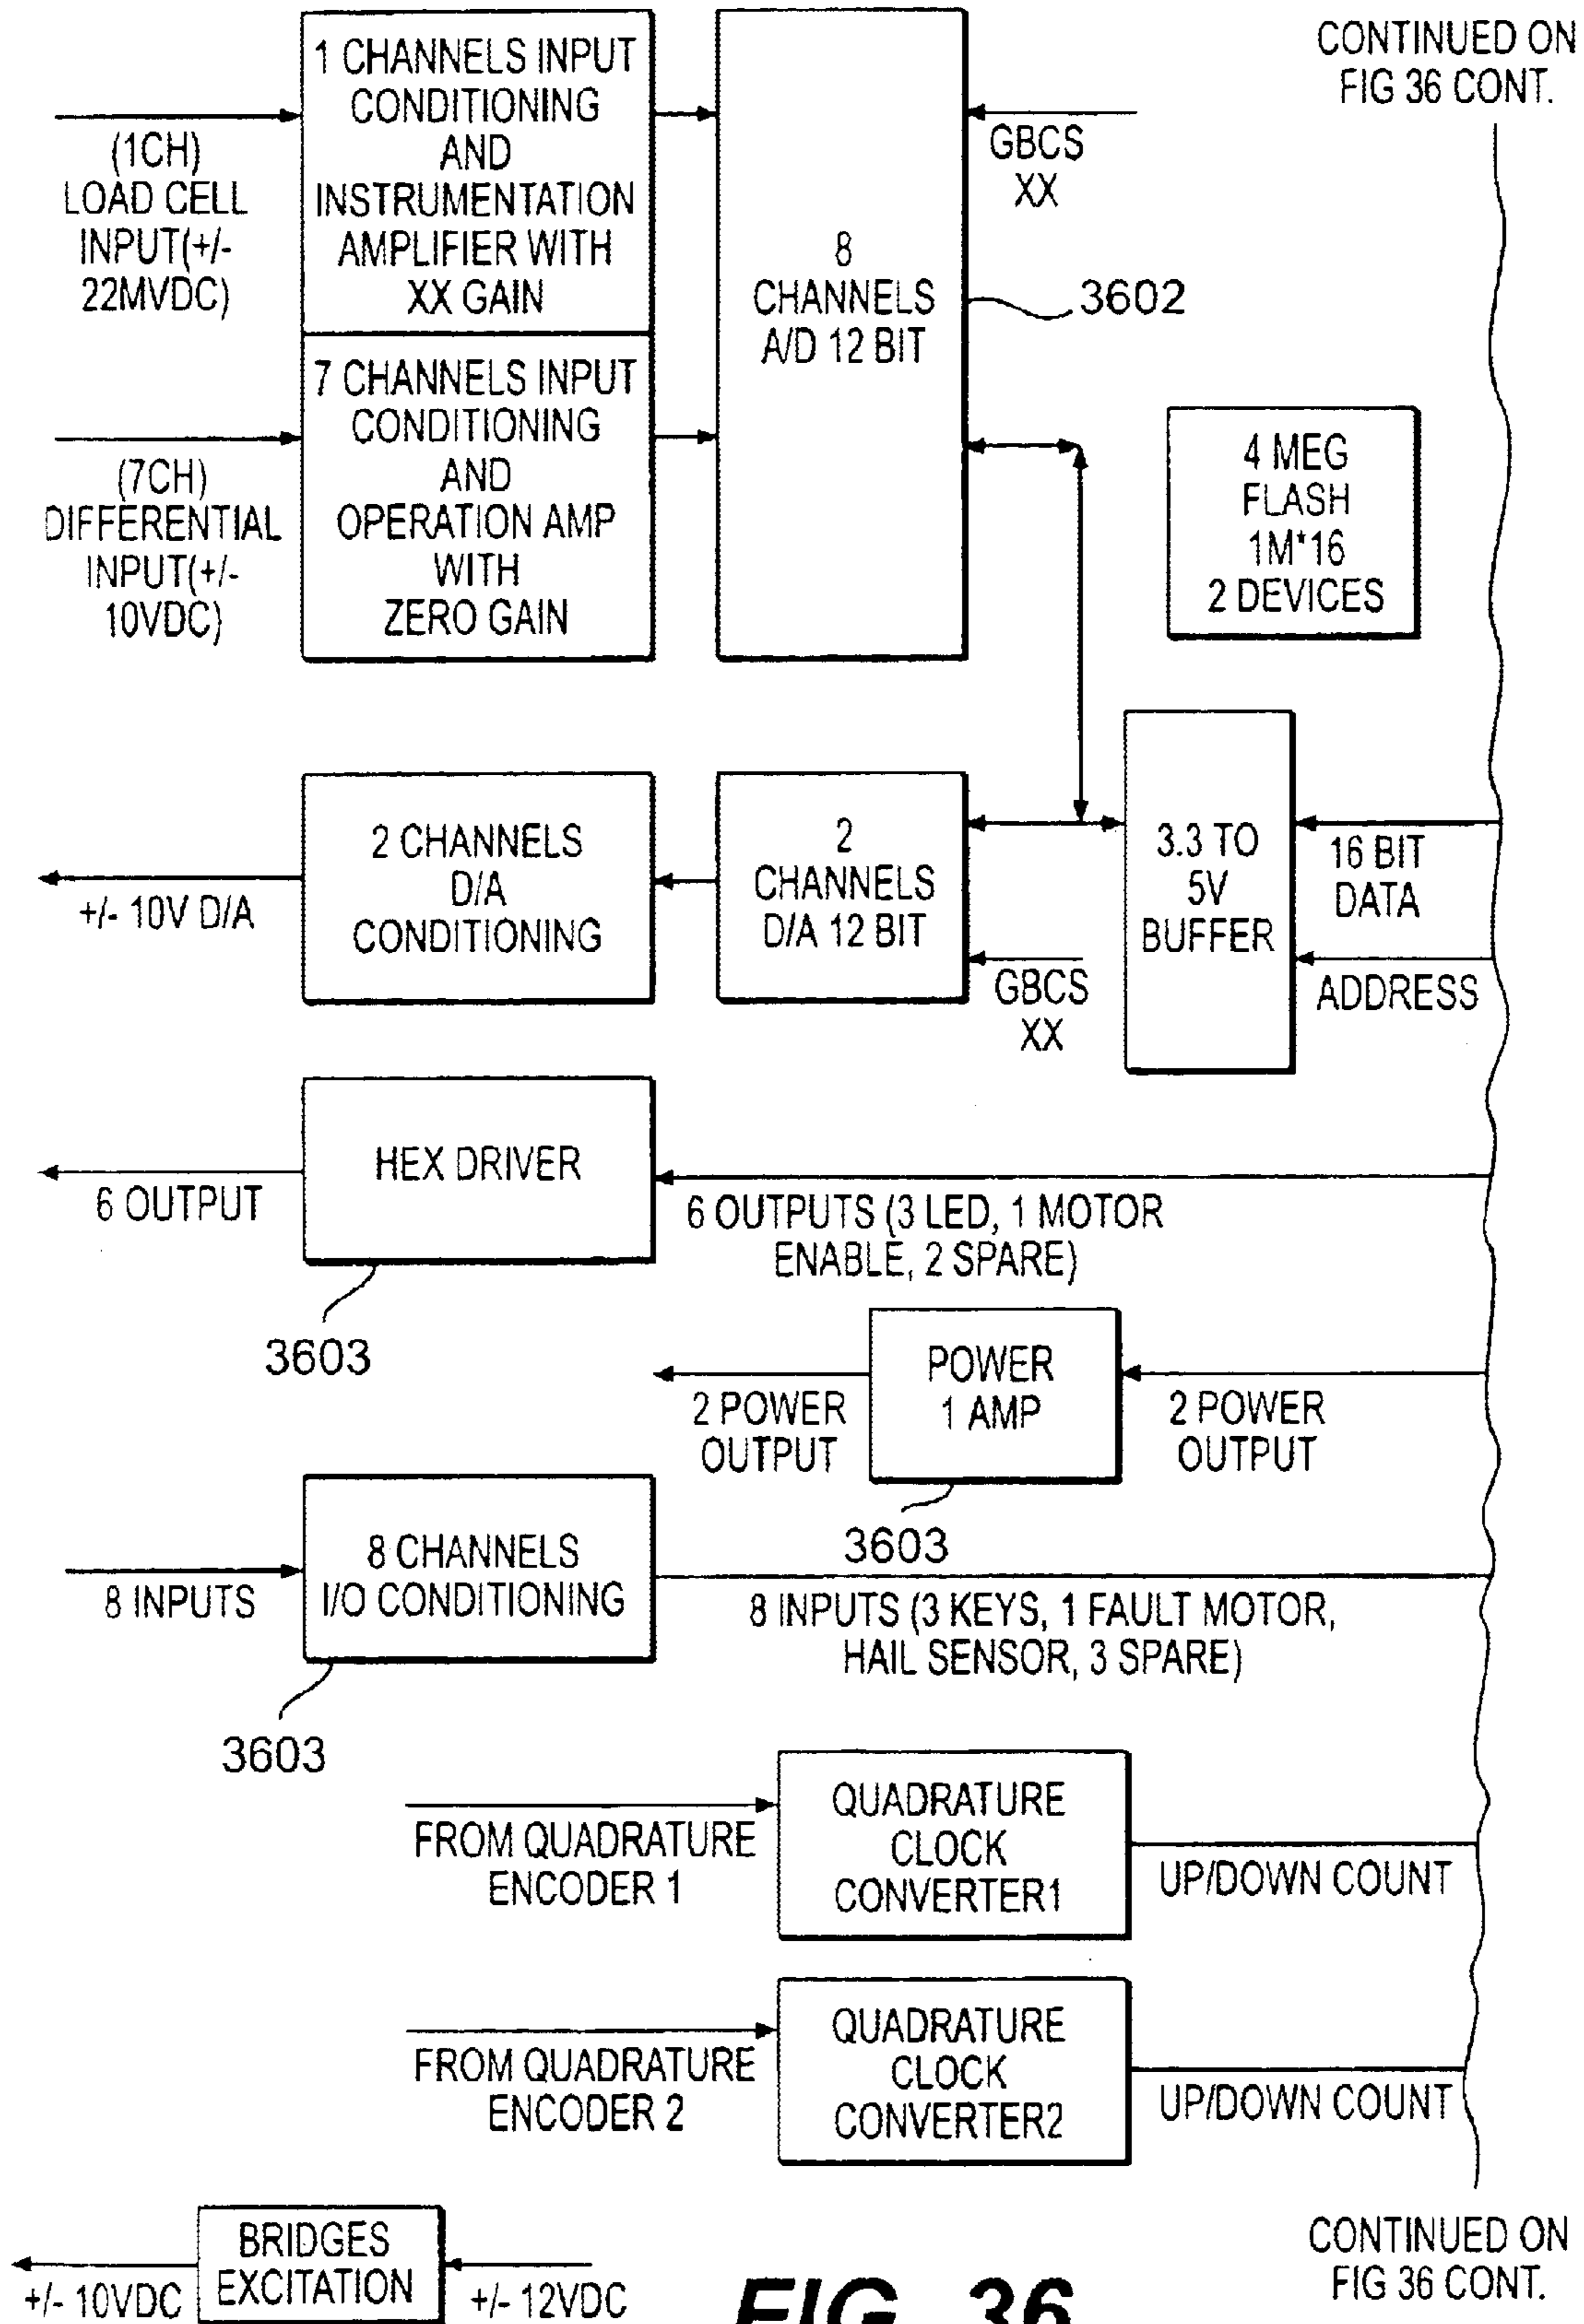 CONTINUED ON
FIG 36 CONT.
1 CHANNELS INPUT
CONDITIONING
AND
INSTRUMENTATION
AMPLIFIER WITH
XX GAIN
(1CH)
LOAD CELL
INPUT(+/-
22MVDC)
8
CHANNELS
A/D 12 BIT
GBCS
XX
3602
7 CHANNELS INPUT
CONDITIONING
AND
OPERATION AMP
WITH
ZERO GAIN
(7CH)
DIFFERENTIAL
INPUT(+/-
10VDC)
4 MEG
FLASH
1M*16
2 DEVICES
2 CHANNELS
D/A
CONDITIONING
+/- 10V D/A
2
CHANNELS
D/A 12 BIT
GBCS
XX
3.3 TO
5V
BUFFER
16 BIT
DATA
ADDRESS
HEX DRIVER
6 OUTPUT
6 OUTPUTS (3 LED, 1 MOTOR
ENABLE, 2 SPARE)
3603
POWER
1 AMP
2 POWER
OUTPUT
2 POWER
OUTPUT
3603
8 CHANNELS
I/O CONDITIONING
8 INPUTS
8 INPUTS (3 KEYS, 1 FAULT MOTOR,
HAIL SENSOR, 3 SPARE)
3603
QUADRATURE
CLOCK
CONVERTER1
FROM QUADRATURE
ENCODER 1
UP/DOWN COUNT
QUADRATURE
CLOCK
CONVERTER2
FROM QUADRATURE
ENCODER 2
UP/DOWN COUNT
BRIDGES
EXCITATION
+/- 10VDC
+/- 12VDC
CONTINUED ON
FIG 36 CONT.
FIG. 36